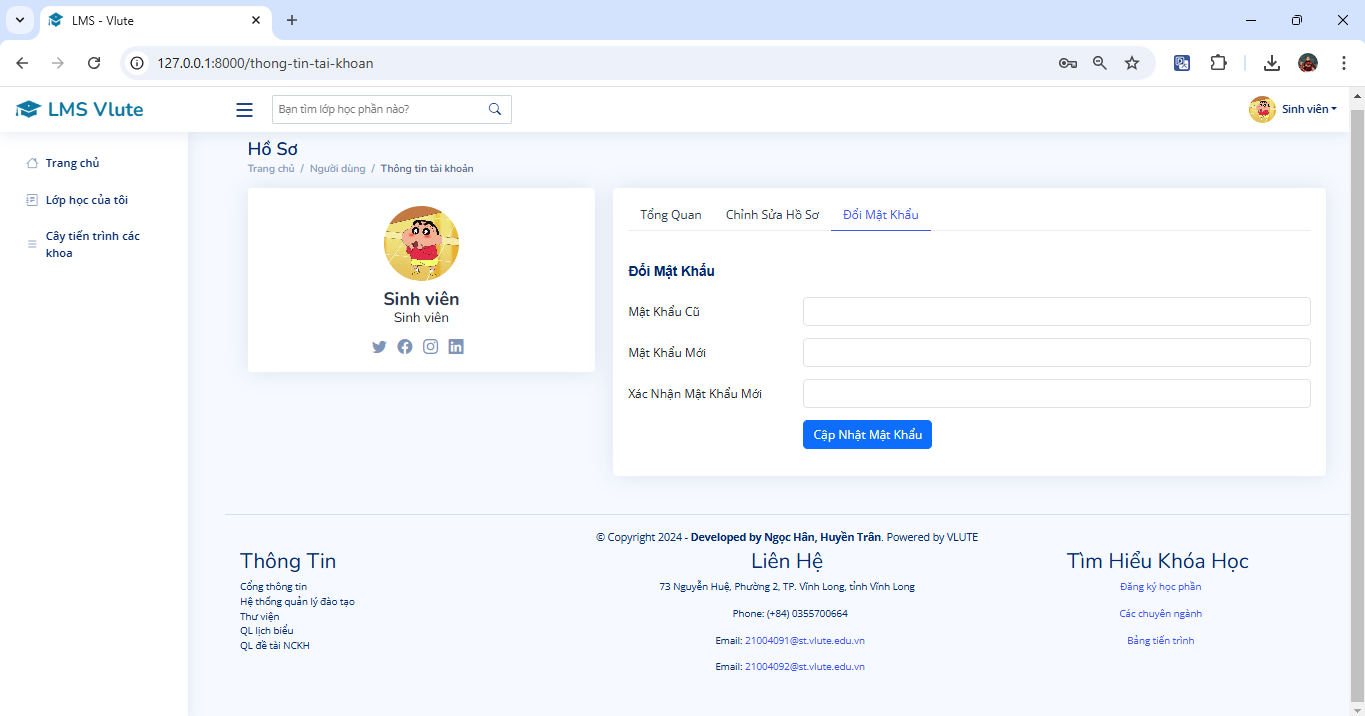 LMS - Vlute
127.0.0.1:8000/thong-tin-tai-khoan
LMS Vlute
Bạn tìm lớp học phần nào?
Sinh viên
Trang chủ
Lớp học của tôi
Cây tiến trình các
khoa
Hồ Sơ
Trang chủ / Người dùng / Thông tin tài khoản
Sinh viên
Sinh viên
Tổng Quan
Chỉnh Sửa Hồ Sơ
Đổi Mật Khẩu
Đổi Mật Khẩu
Mật Khẩu Cũ
Mật Khẩu Mới
Xác Nhận Mật Khẩu Mới
Cập Nhật Mật Khẩu
© Copyright 2024 - Developed by Ngọc Hân, Huyền Trân. Powered by VLUTE
Thông Tin
Cổng thông tin
Hệ thống quản lý đào tạo
Thư viện
QL lịch biểu
QL đề tài NCKH
Liên Hệ
73 Nguyễn Huệ, Phường 2, TP. Vĩnh Long, tỉnh Vĩnh Long
Phone: (+84) 0355700664
Email: 21004091@st.vlute.edu.vn
Email: 21004092@st.vlute.edu.vn
Tìm Hiểu Khóa Học
Đăng ký học phần
Các chuyên ngành
Bảng tiến trình